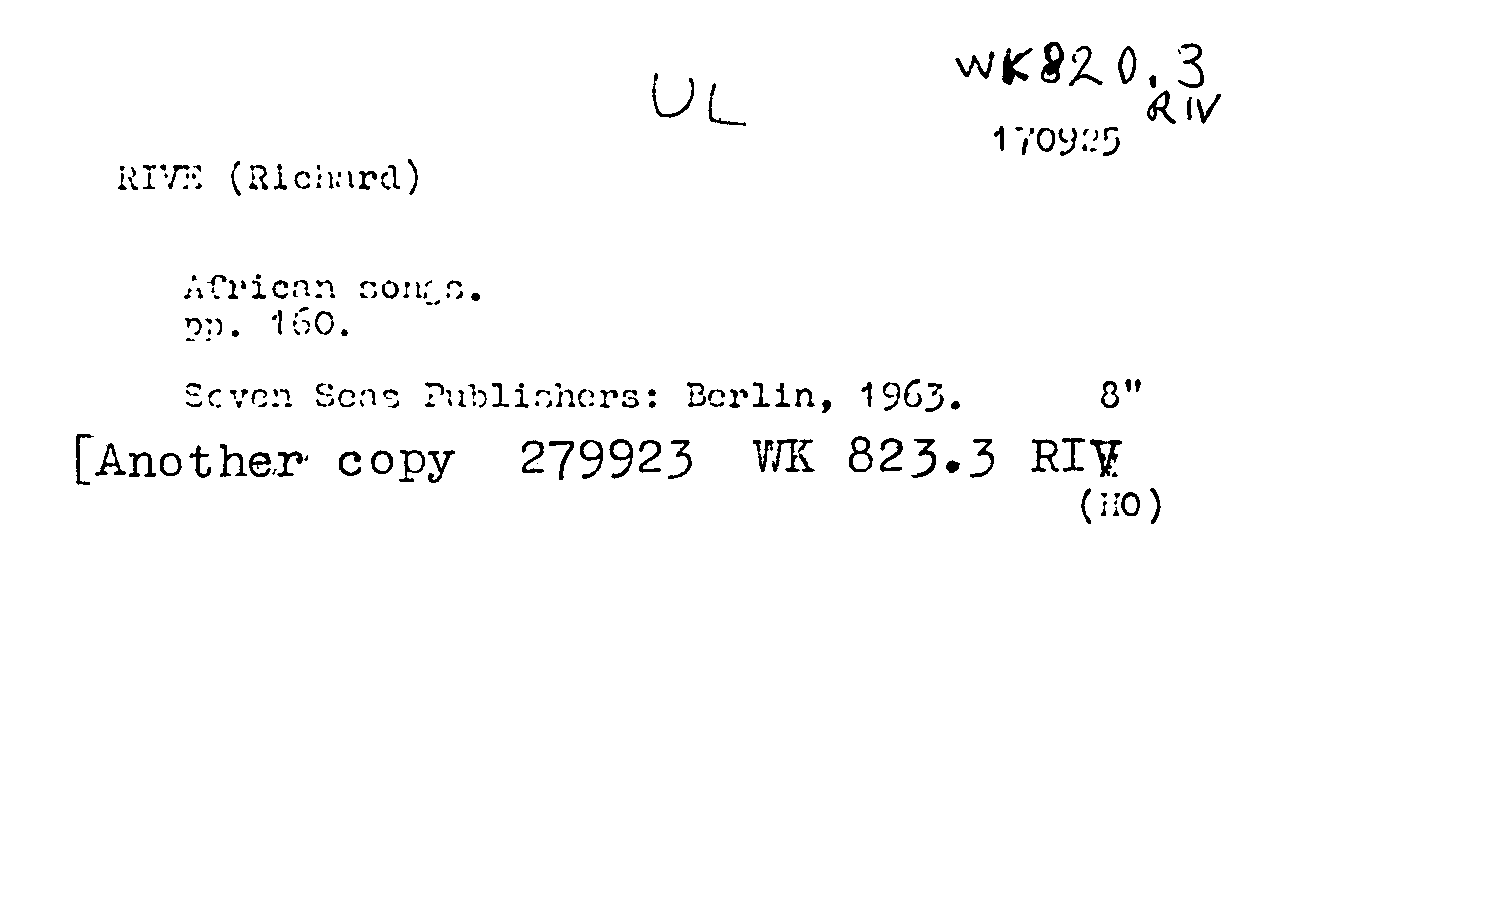 UL
WK820.3
RIV
170925
RIVE (Richard)
African songs.
pp. 160.
Seven Seas Publishers: Berlin, 1963. 8"
[Another copy 279923 WK 823.3 RIV
(HO)